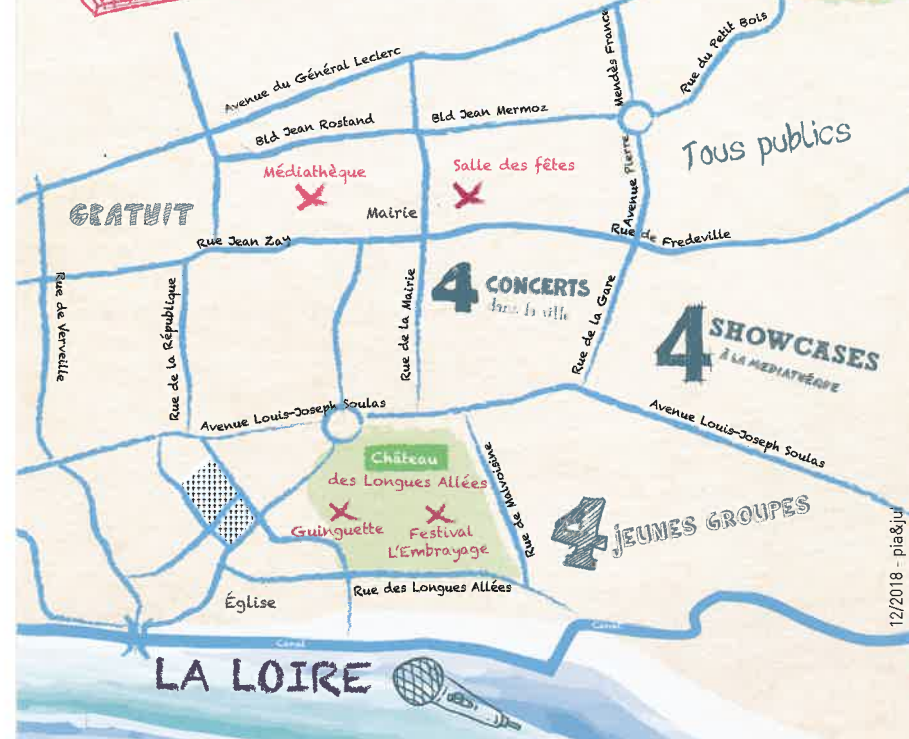 Mendès France
Rue du Petit Bois
Avenue du Général Leclerc
Bld Jean Rostand
Bld Jean Mermoz
Tous publics
Médiathèque
Salle des fêtes
Avenue Pierre
GRATUIT
Mairie
Rue Jean Zay
Rue de Fredeville
Rue de Verveille
Rue de la République
Rue de la Mairie
4 CONCERTS
dans la ville
Rue de la Gare
4 SHOWCASES
À LA MEDIATHÈQUE
Avenue Louis-Joseph Soulas
Avenue Louis-Joseph Soulas
Château
des Longues Allées
Guinguette
Festival
L'Embrayage
Rue de Malvoisine
4 JEUNES GROUPES
12/2018 - pia&ju
Rue des Longues Allées
Église
Canal
Canal
LA LOIRE